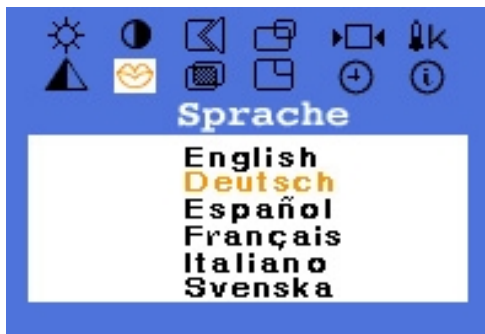 K
Sprache
English
Deutsch
Español
Français
Italiano
Svenska